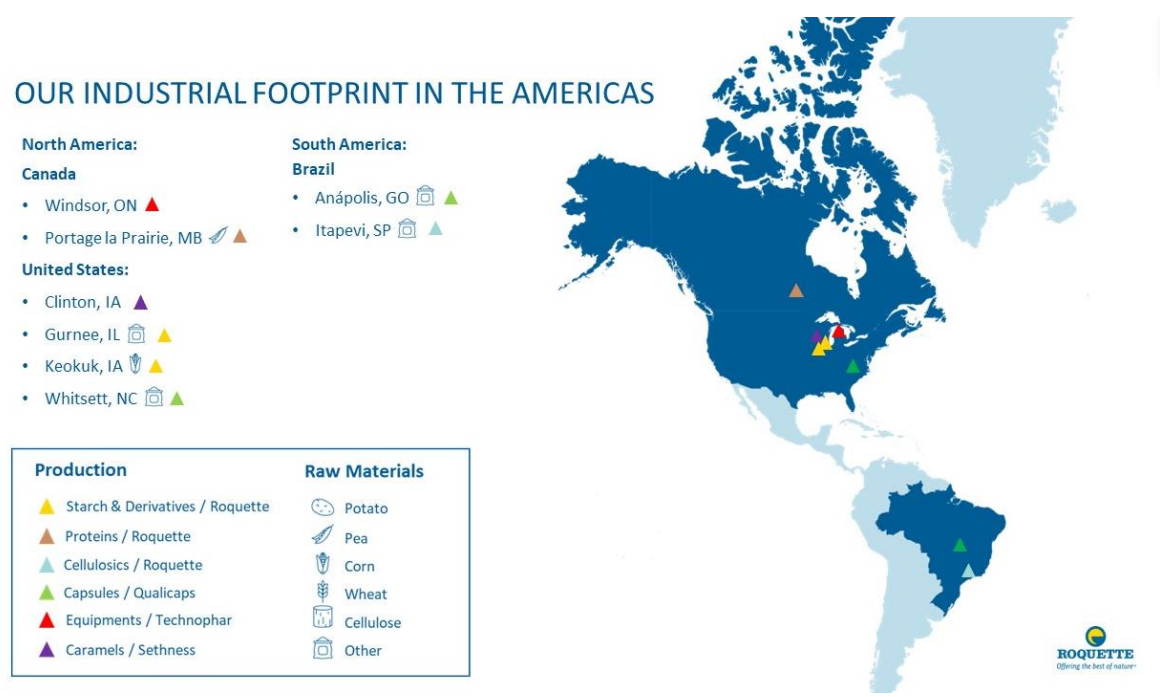 OUR INDUSTRIAL FOOTPRINT IN THE AMERICAS
North America:
Canada
• Windsor, ON
• Portage la Prairie, MB
United States:
• Clinton, IA
• Gurnee, IL
• Keokuk, IA
• Whitsett, NC
South America:
Brazil
• Anápolis, GO
• Itapevi, SP
Production
Starch & Derivatives / Roquette
Proteins / Roquette
Cellulosics / Roquette
Capsules / Qualicaps
Equipments / Technophar
Caramels / Sethness
Raw Materials
Potato
Pea
Corn
Wheat
Cellulose
Other
ROQUETTE
Offering the best of nature™